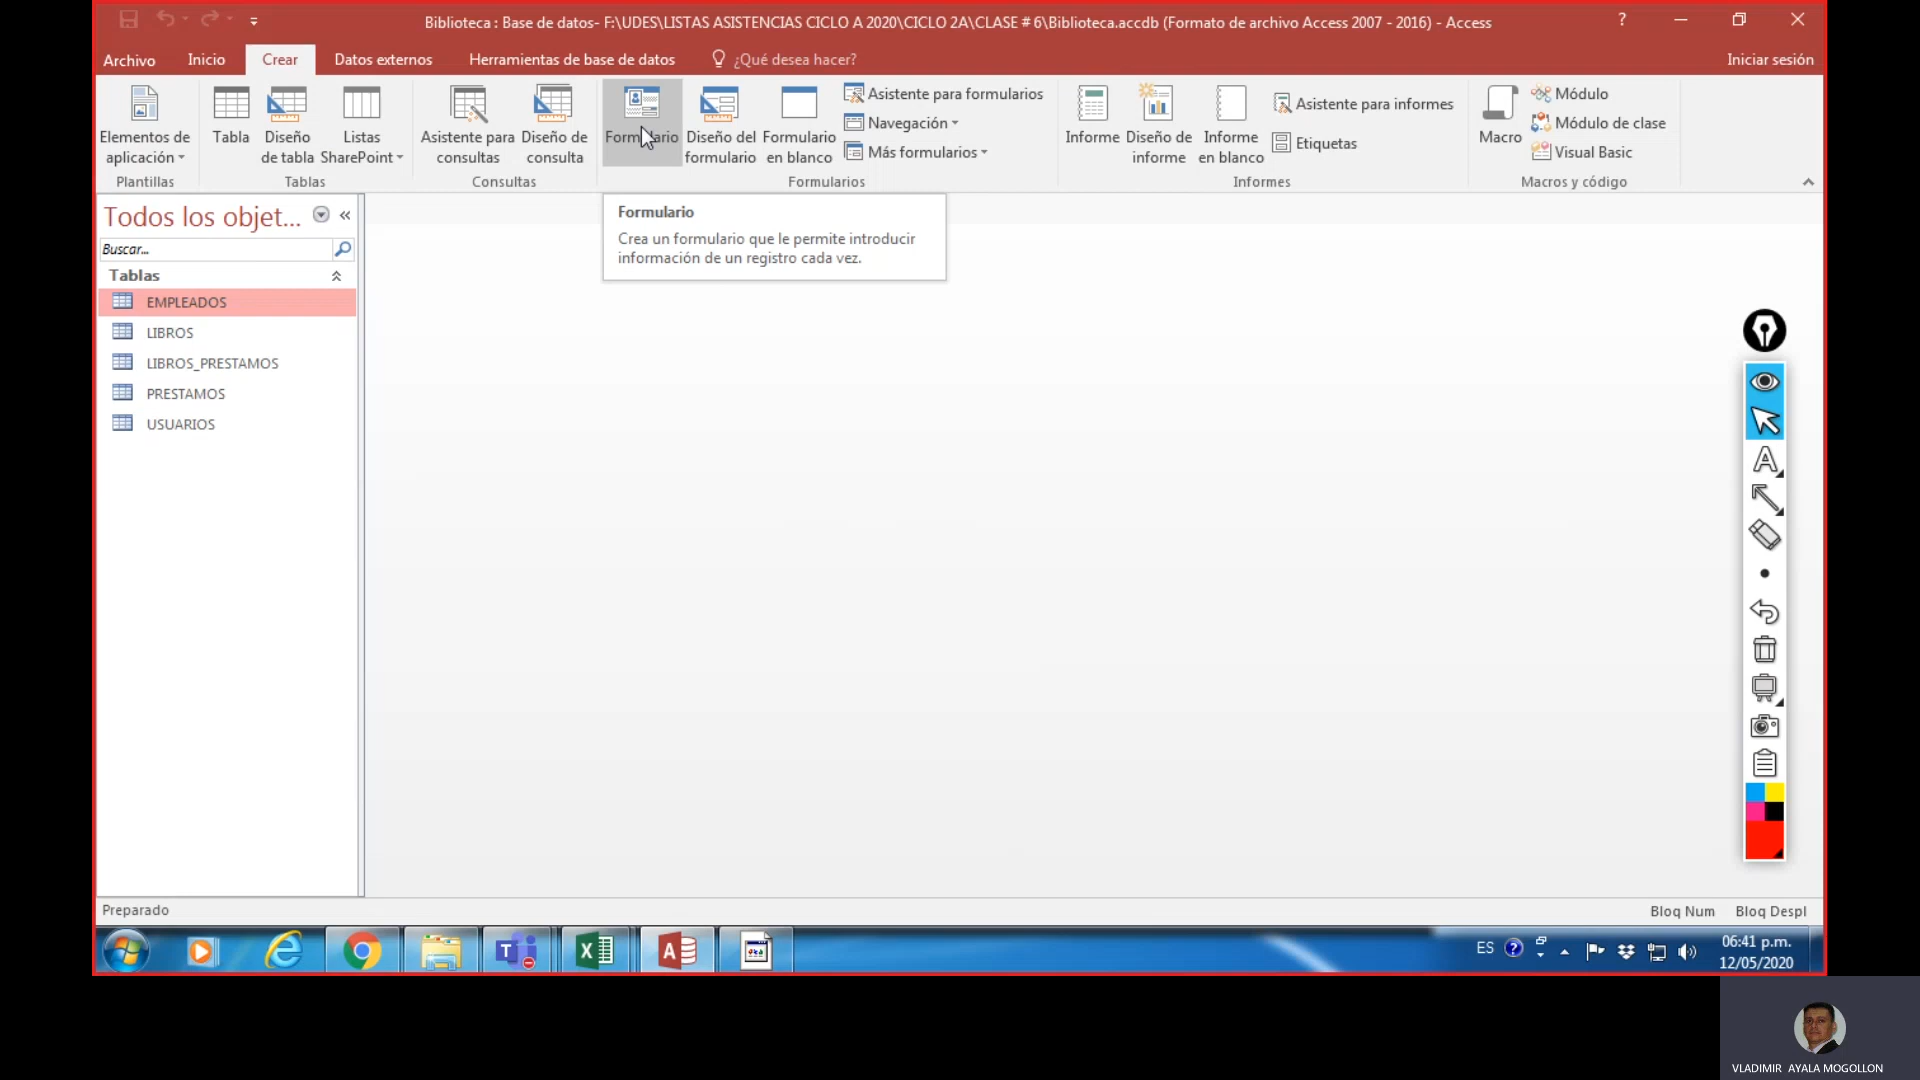 Biblioteca : Base de datos- F:\UDES\LISTAS ASISTENCIAS CICLO A 2020\CICLO 2A\CLASE # 6\Biblioteca.accdb (Formato de archivo Access 2007 - 2016) - Access
?
Archivo Inicio Crear Datos externos Herramientas de base de datos ¿Qué desea hacer? Iniciar sesión
Elementos de aplicación
Plantillas
Tabla
Diseño de tabla
Listas SharePoint
Tablas
Asistente para consultas
Diseño de consulta
Consultas
Formulario
Diseño del formulario
Formulario en blanco
Asistente para formularios
Navegación
Más formularios
Formularios
Informe
Diseño de informe
Informe en blanco
Asistente para informes
Etiquetas
Informes
Macro
Módulo
Módulo de clase
Visual Basic
Macros y código
Todos los objet...
Buscar...
Tablas
EMPLEADOS
LIBROS
LIBROS_PRESTAMOS
PRESTAMOS
USUARIOS
Formulario
Crea un formulario que le permite introducir
información de un registro cada vez.
Preparado
Bloq Num Bloq Despl
ES
06:41 p.m.
12/05/2020
VLADIMIR AYALA MOGOLLON